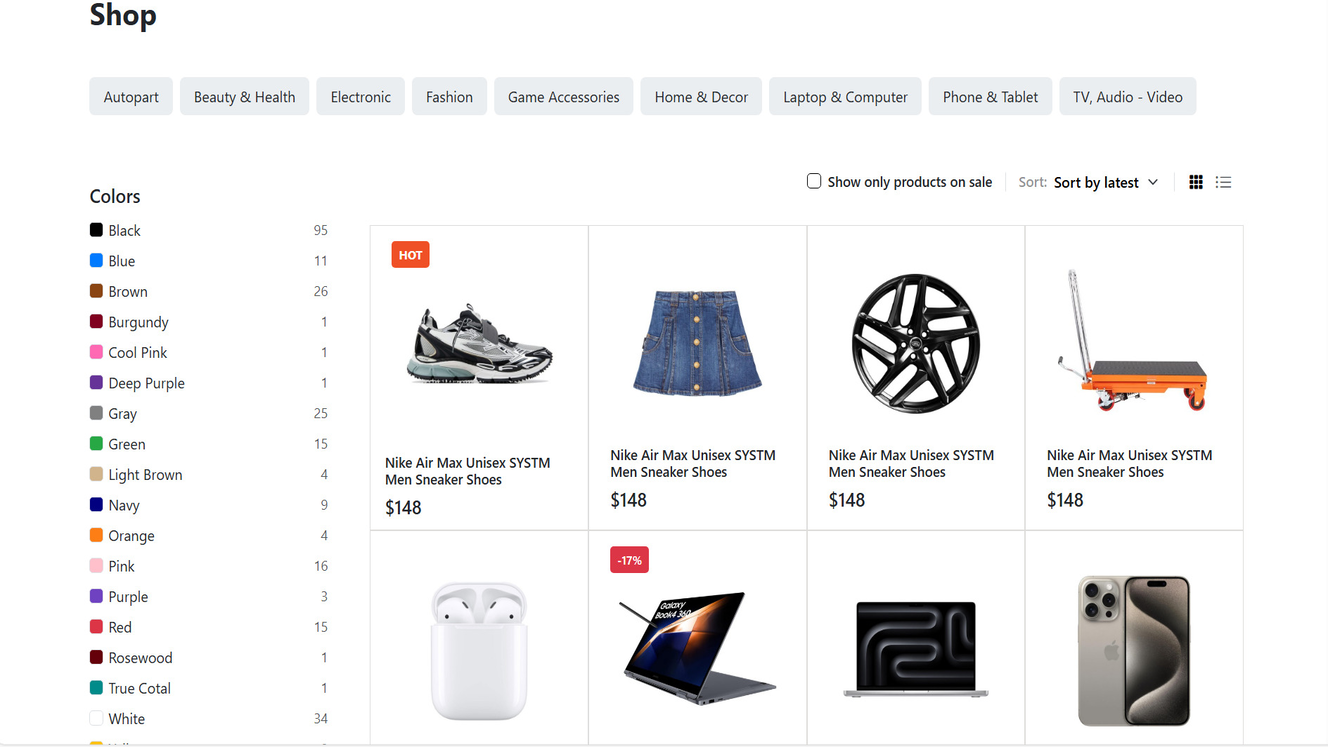 Shop
Autopart
Beauty & Health
Electronic
Fashion
Game Accessories
Home & Decor
Laptop & Computer
Phone & Tablet
TV, Audio - Video
Show only products on sale
Sort: Sort by latest
Colors
Black 95
Blue 11
Brown 26
Burgundy 1
Cool Pink 1
Deep Purple 1
Gray 25
Green 15
Light Brown 4
Navy 9
Orange 4
Pink 16
Purple 3
Red 15
Rosewood 1
True Cotal 1
White 34
HOT
Nike Air Max Unisex SYSTM
Men Sneaker Shoes
$148
Nike Air Max Unisex SYSTM
Men Sneaker Shoes
$148
Nike Air Max Unisex SYSTM
Men Sneaker Shoes
$148
Nike Air Max Unisex SYSTM
Men Sneaker Shoes
$148
-17%
Galaxy
Book4 360